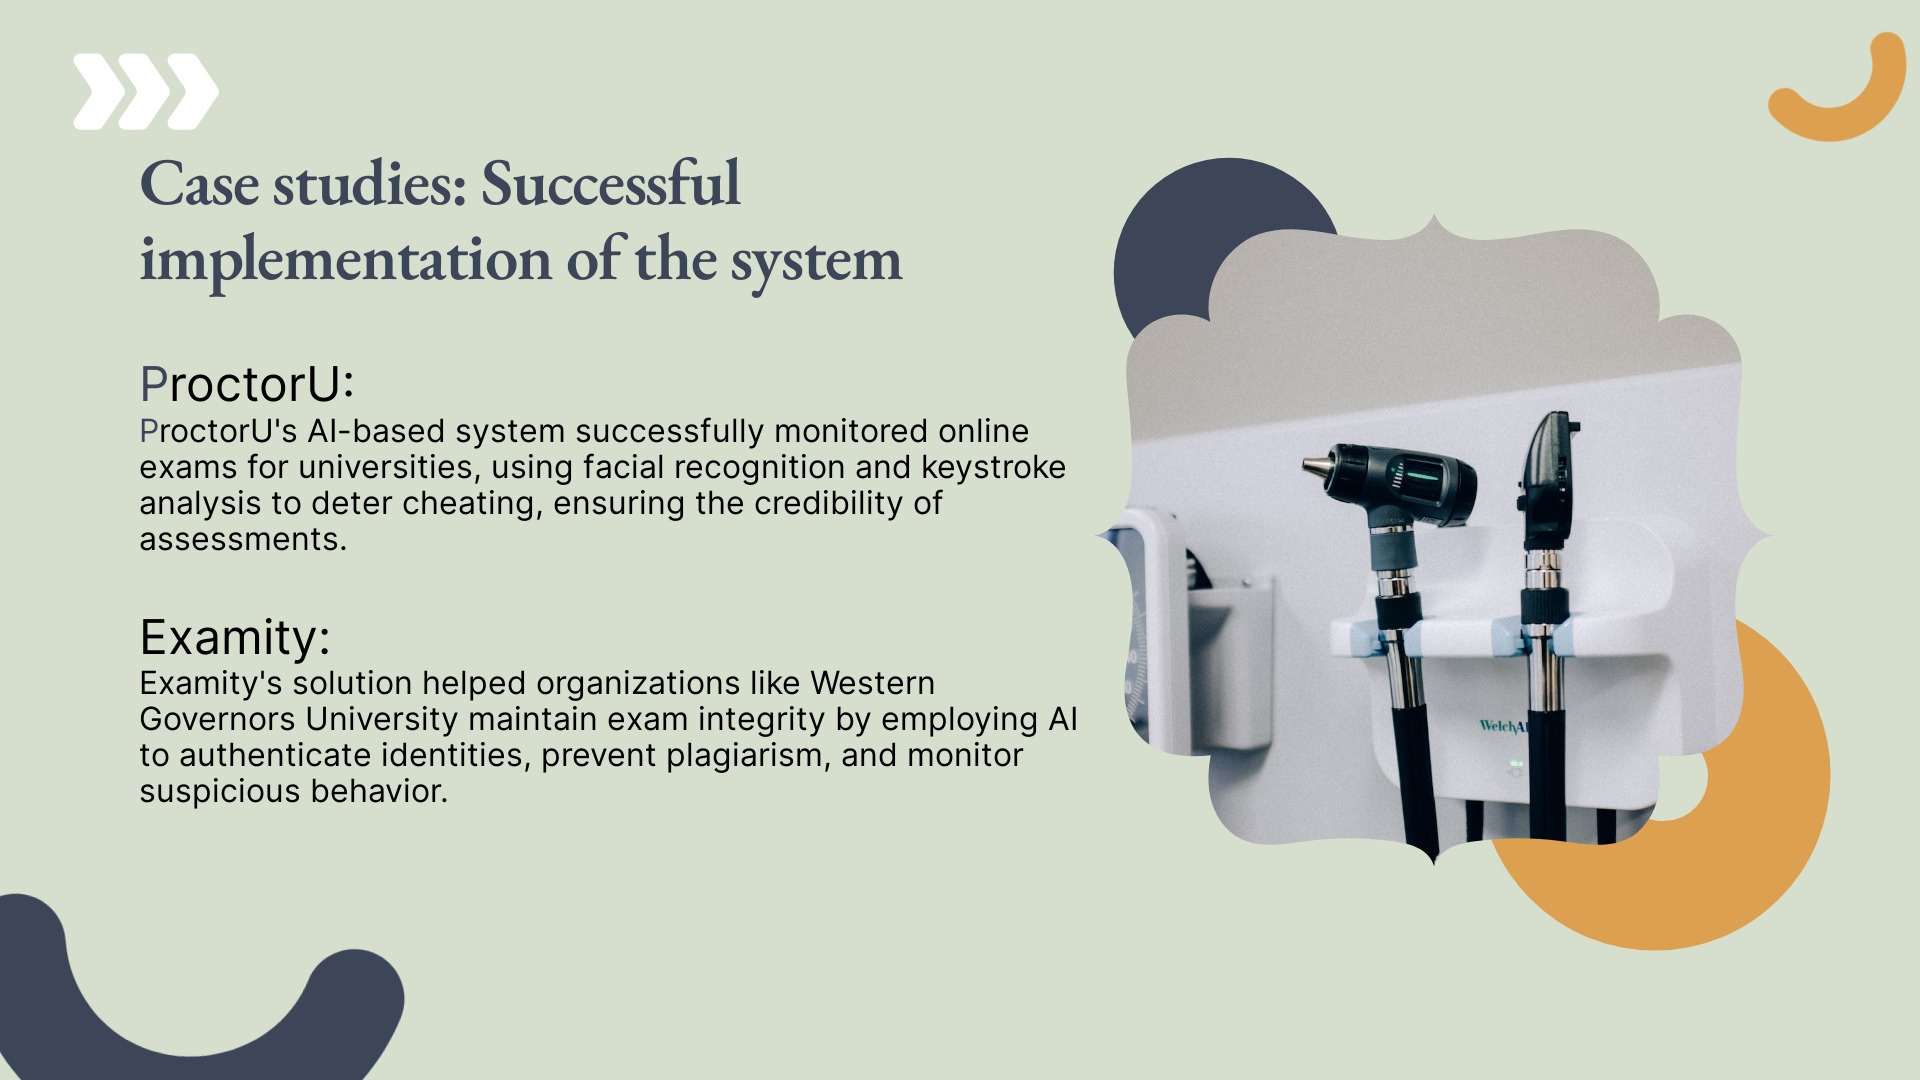 Case studies: Successful
implementation of the system
ProctorU:
ProctorU's AI-based system successfully monitored online
exams for universities, using facial recognition and keystroke
analysis to deter cheating, ensuring the credibility of
assessments.
Examity:
Examity's solution helped organizations like Western
Governors University maintain exam integrity by employing AI
to authenticate identities, prevent plagiarism, and monitor
suspicious behavior.
WelchAl